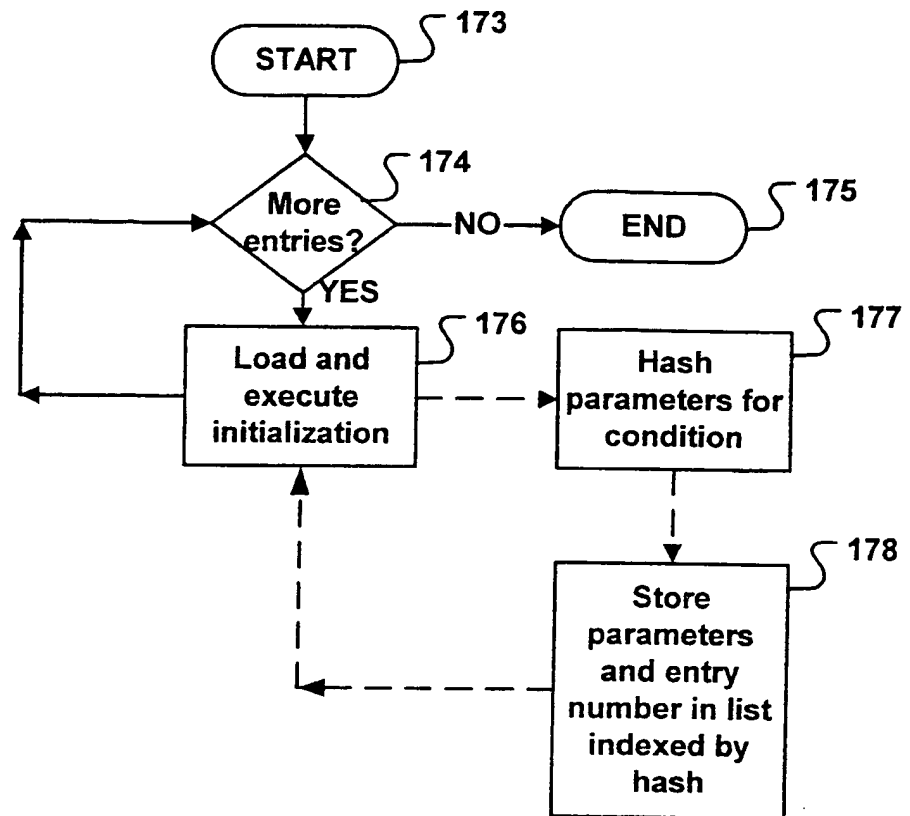 173
START
174
More
entries?
NO
175
END
YES
176
Load and
execute
initialization
177
Hash
parameters for
condition
178
Store
parameters
and entry
number in list
indexed by
hash